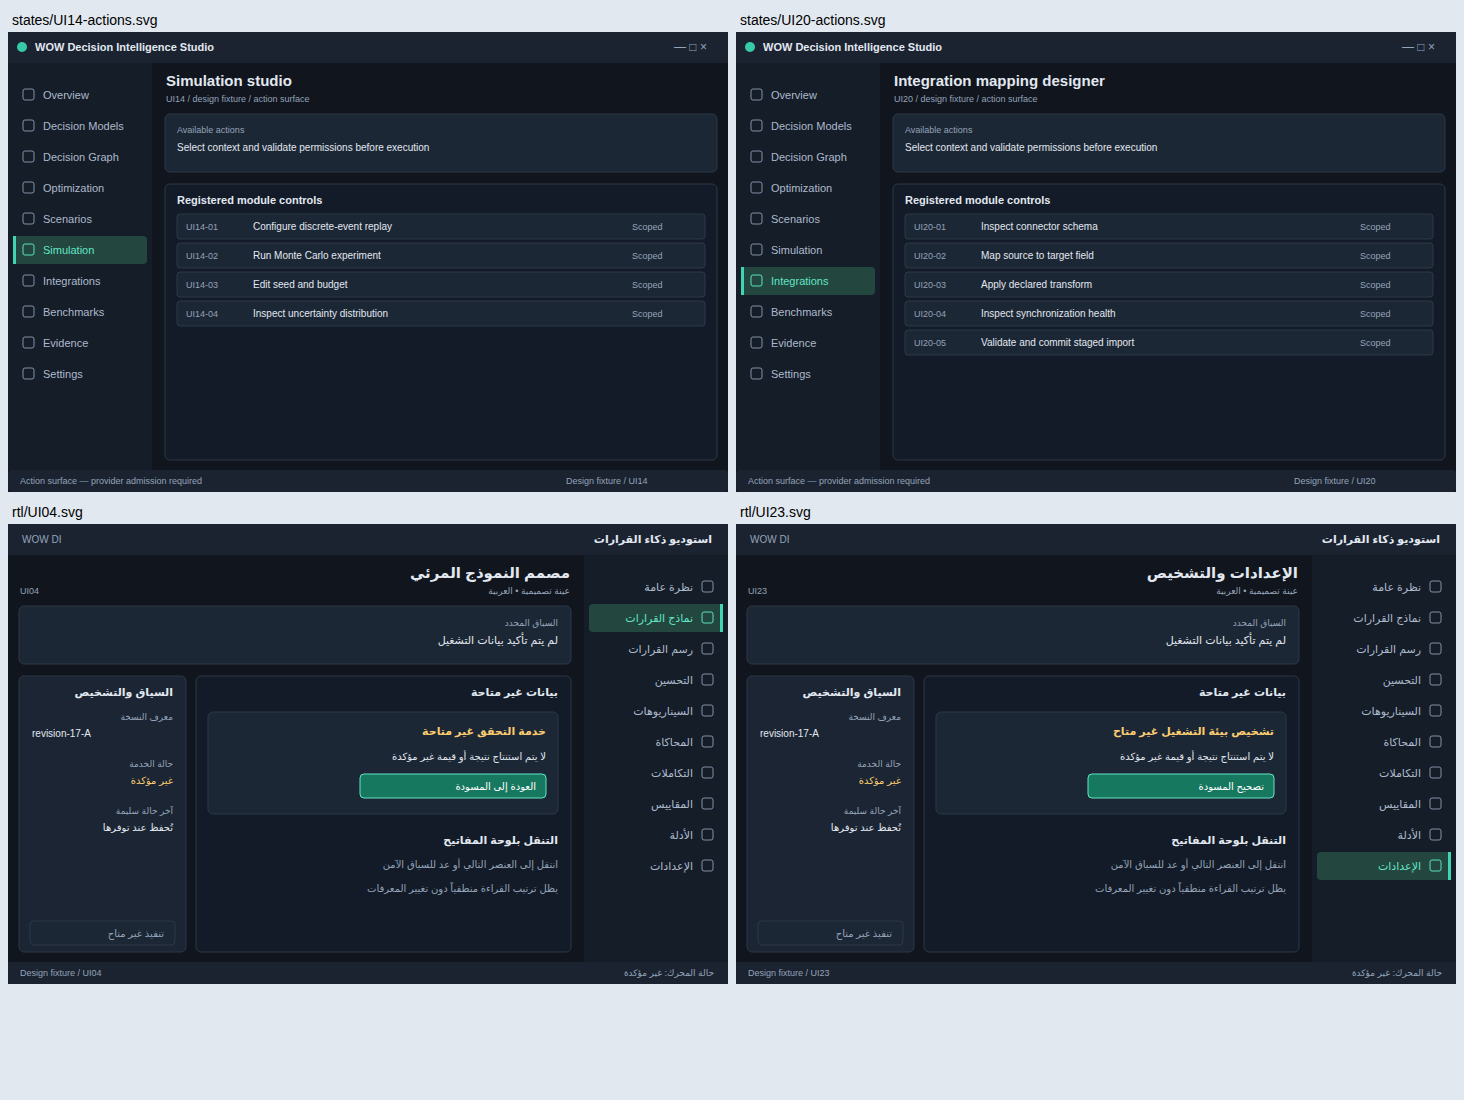 states/UI14-actions.svg
WOW Decision Intelligence Studio
— □ ×
Overview
Decision Models
Decision Graph
Optimization
Scenarios
Simulation
Integrations
Benchmarks
Evidence
Settings
Simulation studio
UI14 / design fixture / action surface
Available actions
Select context and validate permissions before execution
Registered module controls
UI14-01 Configure discrete-event replay Scoped
UI14-02 Run Monte Carlo experiment Scoped
UI14-03 Edit seed and budget Scoped
UI14-04 Inspect uncertainty distribution Scoped
Action surface — provider admission required
Design fixture / UI14
states/UI20-actions.svg
WOW Decision Intelligence Studio
— □ ×
Overview
Decision Models
Decision Graph
Optimization
Scenarios
Simulation
Integrations
Benchmarks
Evidence
Settings
Integration mapping designer
UI20 / design fixture / action surface
Available actions
Select context and validate permissions before execution
Registered module controls
UI20-01 Inspect connector schema Scoped
UI20-02 Map source to target field Scoped
UI20-03 Apply declared transform Scoped
UI20-04 Inspect synchronization health Scoped
UI20-05 Validate and commit staged import Scoped
Action surface — provider admission required
Design fixture / UI20
rtl/UI04.svg
استوديو ذكاء القرارات
WOW DI
نظرة عامة
نماذج القرارات
رسم القرارات
التحسين
السيناريوهات
المحاكاة
التكاملات
المقاييس
الأدلة
الإعدادات
مصمم النموذج المرئي
عينة تصميمية • العربية
UI04
السياق المحدد
لم يتم تأكيد بيانات التشغيل
بيانات غير متاحة
خدمة التحقق غير متاحة
لا يتم استنتاج نتيجة أو قيمة غير مؤكدة
العودة إلى المسودة
التنقل بلوحة المفاتيح
انتقل إلى العنصر التالي أو عد للسياق الآمن
يظل ترتيب القراءة منطقياً دون تغيير المعرفات
السياق والتشخيص
معرف النسخة
revision-17-A
حالة الخدمة
غير مؤكدة
آخر حالة سليمة
تُحفظ عند توفرها
تنفيذ غير متاح
حالة المحرك: غير مؤكدة
Design fixture / UI04
rtl/UI23.svg
استوديو ذكاء القرارات
WOW DI
نظرة عامة
نماذج القرارات
رسم القرارات
التحسين
السيناريوهات
المحاكاة
التكاملات
المقاييس
الأدلة
الإعدادات
الإعدادات والتشخيص
عينة تصميمية • العربية
UI23
السياق المحدد
لم يتم تأكيد بيانات التشغيل
بيانات غير متاحة
تشخيص بيئة التشغيل غير متاح
لا يتم استنتاج نتيجة أو قيمة غير مؤكدة
تصحيح المسودة
التنقل بلوحة المفاتيح
انتقل إلى العنصر التالي أو عد للسياق الآمن
يظل ترتيب القراءة منطقياً دون تغيير المعرفات
السياق والتشخيص
معرف النسخة
revision-17-A
حالة الخدمة
غير مؤكدة
آخر حالة سليمة
تُحفظ عند توفرها
تنفيذ غير متاح
حالة المحرك: غير مؤكدة
Design fixture / UI23